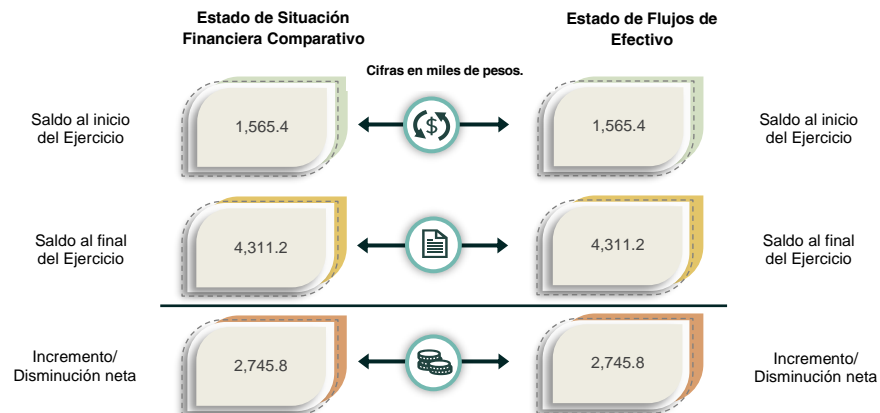 Estado de Situación
Financiera Comparativo
Estado de Flujos de
Efectivo
Cifras en miles de pesos.
Saldo al inicio
del Ejercicio
1,565.4
$
1,565.4
Saldo al inicio
del Ejercicio
Saldo al final
del Ejercicio
4,311.2
4,311.2
Saldo al final
del Ejercicio
Incremento/
Disminución neta
2,745.8
2,745.8
Incremento/
Disminución neta